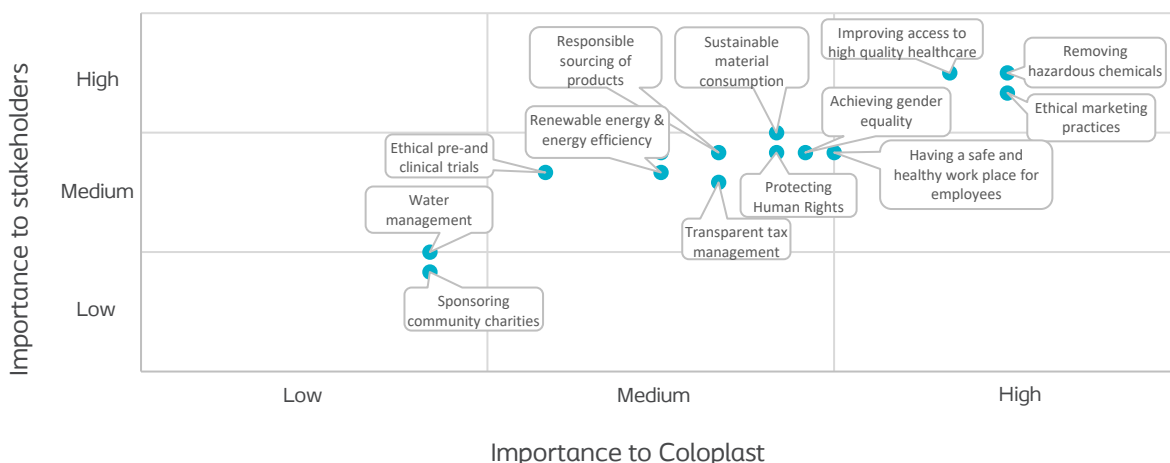 Importance to stakeholders
High
Medium
Low
Responsible
sourcing of
products
Sustainable
material
consumption
Improving access to
high quality healthcare
Removing
hazardous chemicals
Renewable energy &
energy efficiency
Achieving gender
equality
Ethical marketing
practices
Ethical pre-and
clinical trials
Having a safe and
healthy work place for
employees
Protecting
Human Rights
Water
management
Transparent tax
management
Sponsoring
community charities
Low
Medium
High
Importance to Coloplast